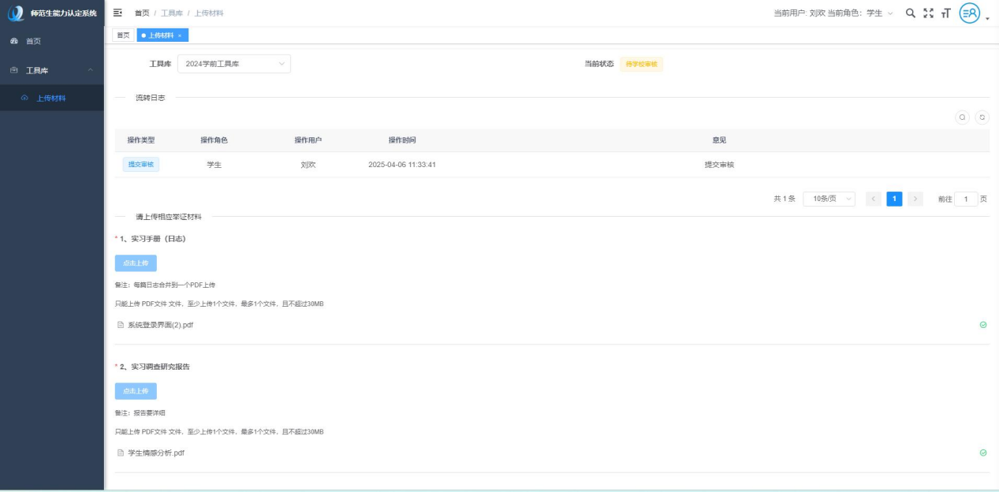 师范生能力认定系统
首页 / 工具库 / 上传材料
当前用户: 刘欢 当前角色: 学生
首页
首页
● 上传材料 ×
工具库
上传材料
工具库 2024学前工具库
当前状态 待学校审核
流转日志
操作类型 操作角色 操作用户 操作时间 意见
提交审核 学生 刘欢 2025-04-06 11:33:41 提交审核
共 1 条 10条/页 < 1 > 前往 1 页
请上传相应举证材料
* 1、实习手册（日志）
点击上传
备注：每篇日志合并到一个PDF上传
只能上传 PDF文件 文件，至少上传1个文件，最多1个文件，且不超过30MB
系统登录界面(2).pdf
* 2、实习调查研究报告
点击上传
备注：报告要详细
只能上传 PDF文件 文件，至少上传1个文件，最多1个文件，且不超过30MB
学生情感分析.pdf